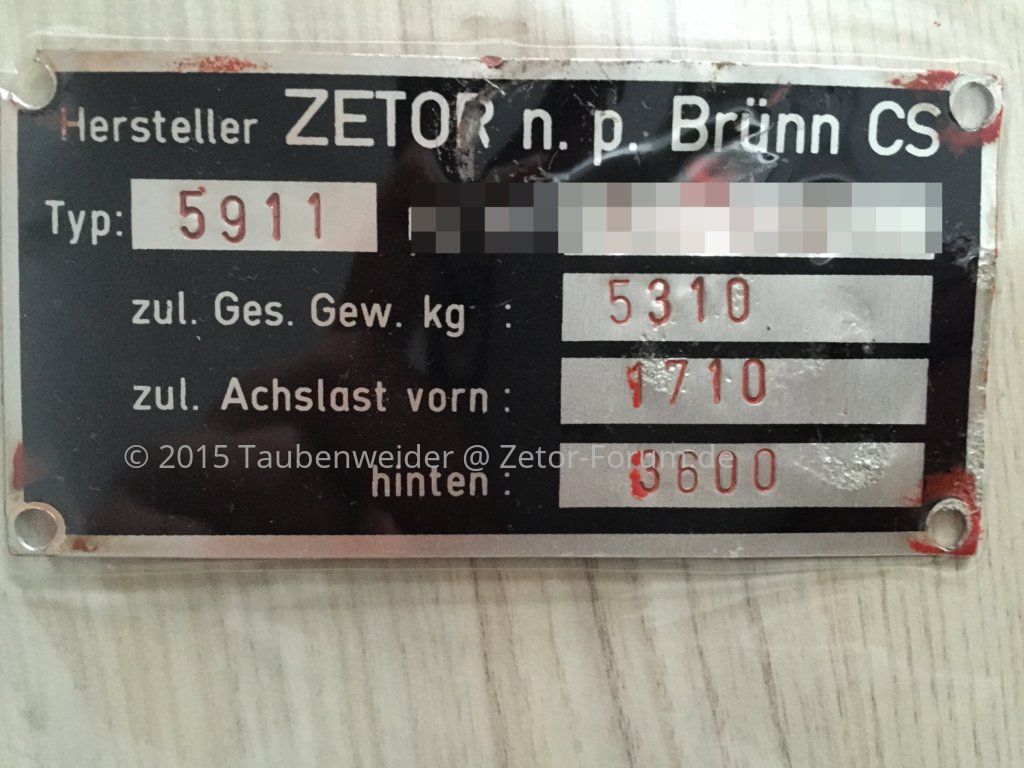 Hersteller ZETOR n. p. Brünn CS
Typ: 5911
zul. Ges. Gew. kg : 5310
zul. Achslast vorn : 1710
© 2015 Taubenweider @ Zetor-Forum.de
hinten : 3600